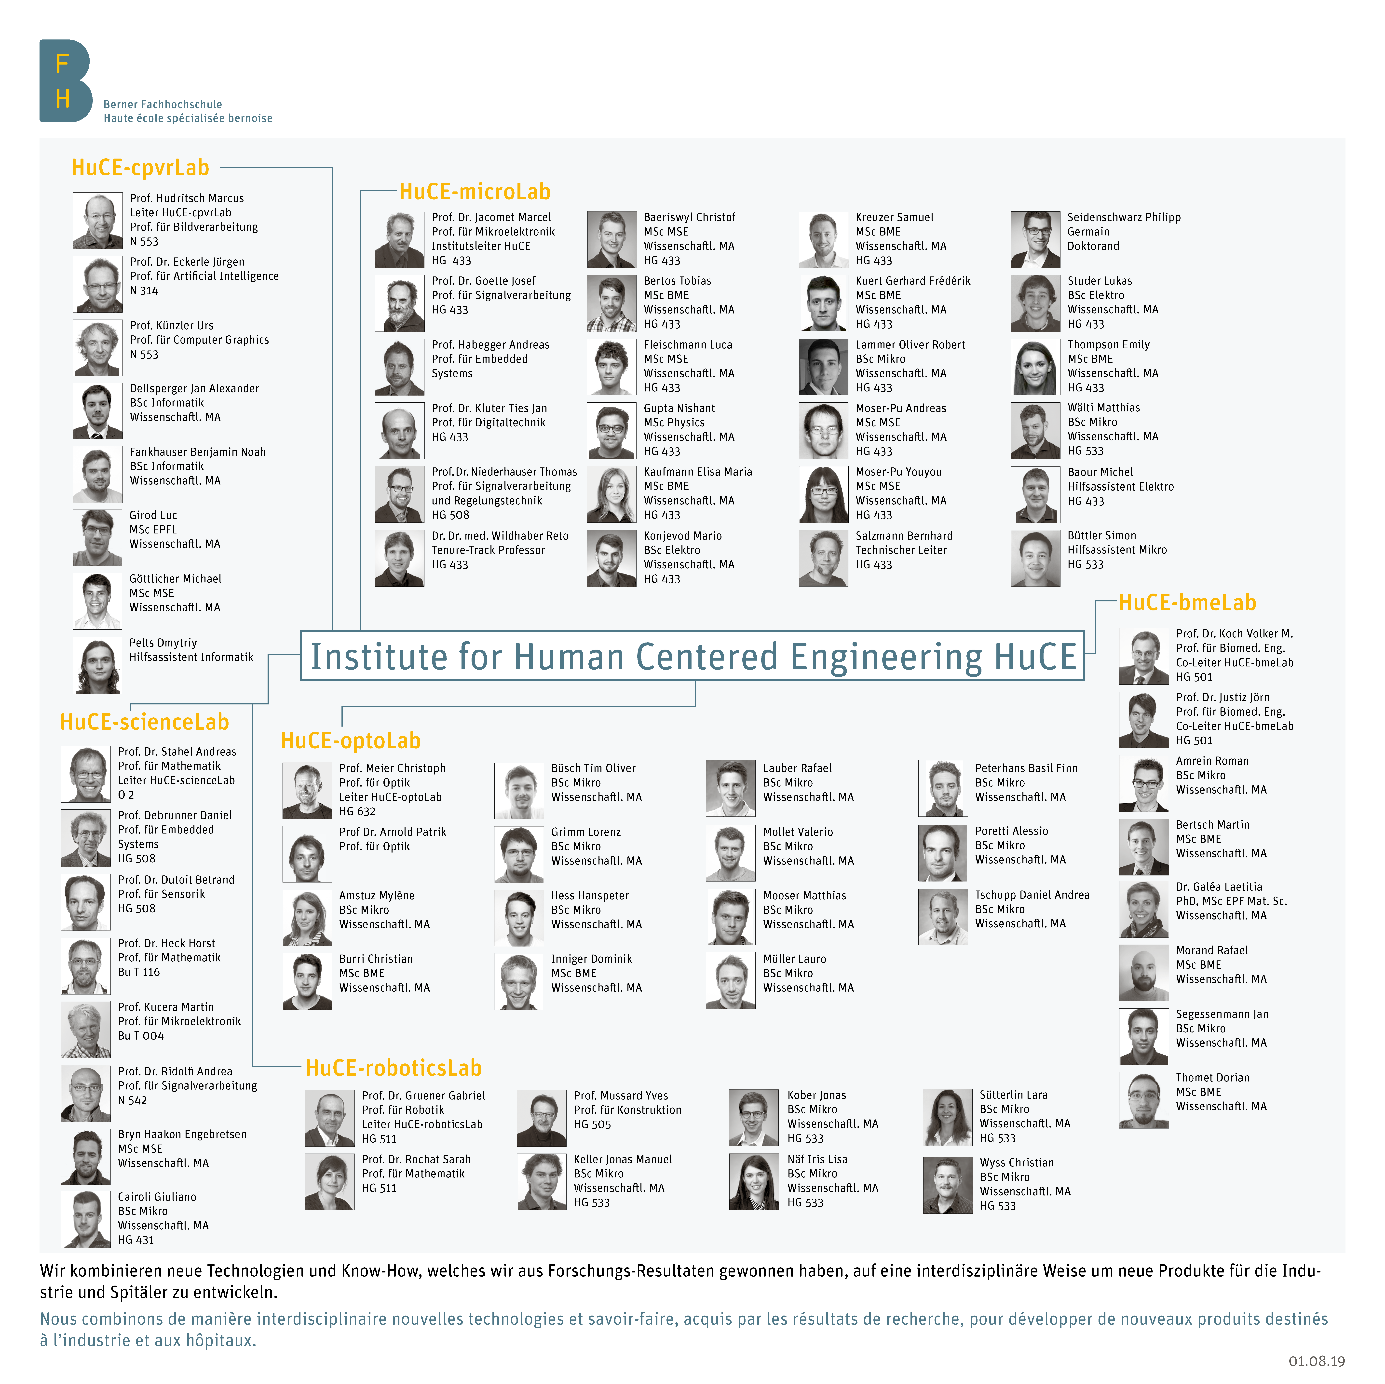 F
H
Berner Fachhochschule
Haute école spécialisée bernoise
HuCE-cpvrLab
Prof. Hudritsch Marcus
Leiter HuCE-cpvrLab
Prof. für Bildverarbeitung
N 553
Prof. Dr. Eckerle Jürgen
Prof. für Artificial Intelligence
N 314
Prof. Künzler Urs
Prof. für Computer Graphics
N 553
Dellsperger Jan Alexander
BSc Informatik
Wissenschaftl. MA
Fankhauser Benjamin Noah
BSc Informatik
Wissenschaftl. MA
Girod Luc
MSc EPFL
Wissenschaftl. MA
Göttlicher Michael
MSc MSE
Wissenschaftl. MA
Pelts Dmytriy
Hilfsassistent Informatik
HuCE-microLab
Prof. Dr. Jacomet Marcel
Prof. für Mikroelektronik
Institutsleiter HuCE
HG 433
Prof. Dr. Goette Josef
Prof. für Signalverarbeitung
HG 433
Prof. Habegger Andreas
Prof. für Embedded
Systems
Prof. Dr. Kluter Ties Jan
Prof. für Digitaltechnik
HG 433
Prof. Dr. Niederhauser Thomas
Prof. für Signalverarbeitung
und Regelungstechnik
HG 508
Dr. Dr. med. Wildhaber Reto
Tenure-Track Professor
HG 433
Baeriswyl Christof
MSc MSE
Wissenschaftl. MA
HG 433
Bertos Tobias
MSc BME
Wissenschaftl. MA
HG 433
Fleischmann Luca
MSc MSE
Wissenschaftl. MA
HG 433
Gupta Nishant
MSc Physics
Wissenschaftl. MA
HG 433
Kaufmann Elisa Maria
MSc BME
Wissenschaftl. MA
HG 433
Konjevod Mario
BSc Elektro
Wissenschaftl. MA
HG 433
Kreuzer Samuel
MSc BME
Wissenschaftl. MA
HG 433
Kuert Gerhard Frédérik
MSc BME
Wissenschaftl. MA
HG 433
Lammer Oliver Robert
BSc Mikro
Wissenschaftl. MA
HG 433
Moser-Pu Andreas
MSc MSE
Wissenschaftl. MA
HG 433
Moser-Pu Youyou
MSc MSE
Wissenschaftl. MA
HG 433
Salzmann Bernhard
Technischer Leiter
HG 433
Seidenschwarz Philipp
Germain
Doktorand
Studer Lukas
BSc Elektro
Wissenschaftl. MA
HG 433
Thompson Emily
MSc BME
Wissenschaftl. MA
HG 433
Wälti Matthias
BSc Mikro
Wissenschaftl. MA
HG 533
Baour Michel
Hilfsassistent Elektro
HG 433
Büttler Simon
Hilfsassistent Mikro
HG 533
Institute for Human Centered Engineering HuCE
HuCE-bmeLab
Prof. Dr. Koch Volker M.
Prof. für Biomed. Eng.
Co-Leiter HuCE-bmeLab
HG 501
Prof. Dr. Justiz Jörn
Prof. für Biomed. Eng.
Co-Leiter HuCE-bmeLab
HG 501
Amrein Roman
BSc Mikro
Wissenschaftl. MA
Bertsch Martin
MSc BME
Wissenschaftl. MA
Dr. Galéa Laetitia
PhD, MSc EPF Mat. Sc.
Wissenschaftl. MA
Morand Rafael
MSc BME
Wissenschaftl. MA
Segessenmann Jan
BSc Mikro
Wissenschaftl. MA
Thomet Dorian
MSc BME
Wissenschaftl. MA
HuCE-scienceLab
Prof. Dr. Stahel Andreas
Prof. für Mathematik
Leiter HuCE-scienceLab
Q 2
Prof. Debrunner Daniel
Prof. für Embedded
Systems
HG 508
Prof. Dr. Dutoit Betrand
Prof. für Sensorik
HG 508
Prof. Dr. Heck Horst
Prof. für Mathematik
Bu T 116
Prof. Kucera Martin
Prof. für Mikroelektronik
Bu T 004
Prof. Dr. Ridolfi Andrea
Prof. für Signalverarbeitung
N 542
Bryn Haakon Engebretsen
MSc MSE
Wissenschaftl. MA
Cairoli Giuliano
BSc Mikro
Wissenschaftl. MA
HG 431
HuCE-optoLab
Prof. Meier Christoph
Prof. für Optik
Leiter HuCE-optoLab
HG 632
Prof Dr. Arnold Patrik
Prof. für Optik
Amstuz Mylène
BSc Mikro
Wissenschaftl. MA
Burri Christian
MSc BME
Wissenschaftl. MA
Büsch Tim Oliver
BSc Mikro
Wissenschaftl. MA
Grimm Lorenz
BSc Mikro
Wissenschaftl. MA
Hess Hanspeter
BSc Mikro
Wissenschaftl. MA
Inniger Dominik
MSc BME
Wissenschaftl. MA
Lauber Rafael
BSc Mikro
Wissenschaftl. MA
Mollet Valerio
BSc Mikro
Wissenschaftl. MA
Mooser Matthias
BSc Mikro
Wissenschaftl. MA
Müller Lauro
BSc Mikro
Wissenschaftl. MA
Peterhans Basil Finn
BSc Mikro
Wissenschaftl. MA
Poretti Alessio
BSc Mikro
Wissenschaftl. MA
Tschupp Daniel Andrea
BSc Mikro
Wissenschaftl. MA
HuCE-roboticsLab
Prof. Dr. Gruener Gabriel
Prof. für Robotik
Leiter HuCE-roboticsLab
HG 511
Prof. Dr. Rochat Sarah
Prof. für Mathematik
HG 511
Prof. Mussard Yves
Prof. für Konstruktion
HG 505
Keller Jonas Manuel
BSc Mikro
Wissenschaftl. MA
HG 533
Kober Jonas
BSc Mikro
Wissenschaftl. MA
HG 533
Näf Iris Lisa
BSc Mikro
Wissenschaftl. MA
HG 533
Sütterlin Lara
BSc Mikro
Wissenschaftl. MA
HG 533
Wyss Christian
BSc Mikro
Wissenschaftl. MA
HG 533
Wir kombinieren neue Technologien und Know-How, welches wir aus Forschungs-Resultaten gewonnen haben, auf eine interdisziplinäre Weise um neue Produkte für die Indu-
strie und Spitäler zu entwickeln.
Nous combinons de manière interdisciplinaire nouvelles technologies et savoir-faire, acquis par les résultats de recherche, pour développer de nouveaux produits destinés
à l'industrie et aux hôpitaux.
01.08.19